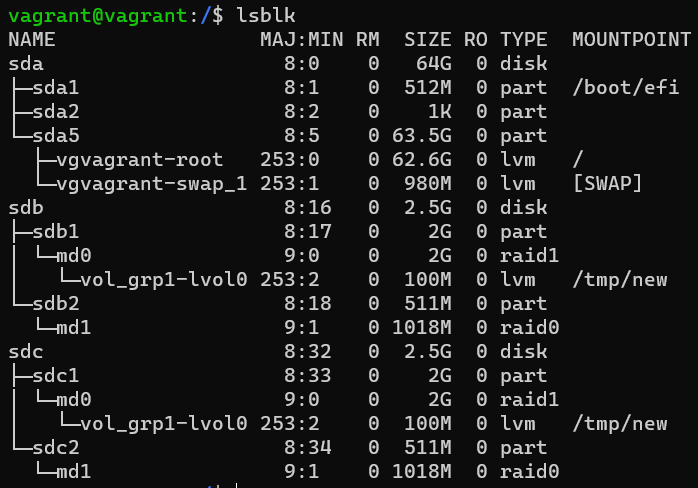 vagrant@vagrant:/$ lsblk
NAME                 MAJ:MIN RM  SIZE RO TYPE  MOUNTPOINT
sda                    8:0    0   64G  0 disk
├─sda1                 8:1    0  512M  0 part  /boot/efi
├─sda2                 8:2    0    1K  0 part
└─sda5                 8:5    0 63.5G  0 part
  ├─vgvagrant-root   253:0    0 62.6G  0 lvm   /
  └─vgvagrant-swap_1 253:1    0  980M  0 lvm   [SWAP]
sdb                    8:16   0  2.5G  0 disk
├─sdb1                 8:17   0    2G  0 part
│ └─md0                9:0    0    2G  0 raid1
│   └─vol_grp1-lvol0 253:2    0  100M  0 lvm   /tmp/new
└─sdb2                 8:18   0  511M  0 part
  └─md1                9:1    0 1018M  0 raid0
sdc                    8:32   0  2.5G  0 disk
├─sdc1                 8:33   0    2G  0 part
│ └─md0                9:0    0    2G  0 raid1
│   └─vol_grp1-lvol0 253:2    0  100M  0 lvm   /tmp/new
└─sdc2                 8:34   0  511M  0 part
  └─md1                9:1    0 1018M  0 raid0